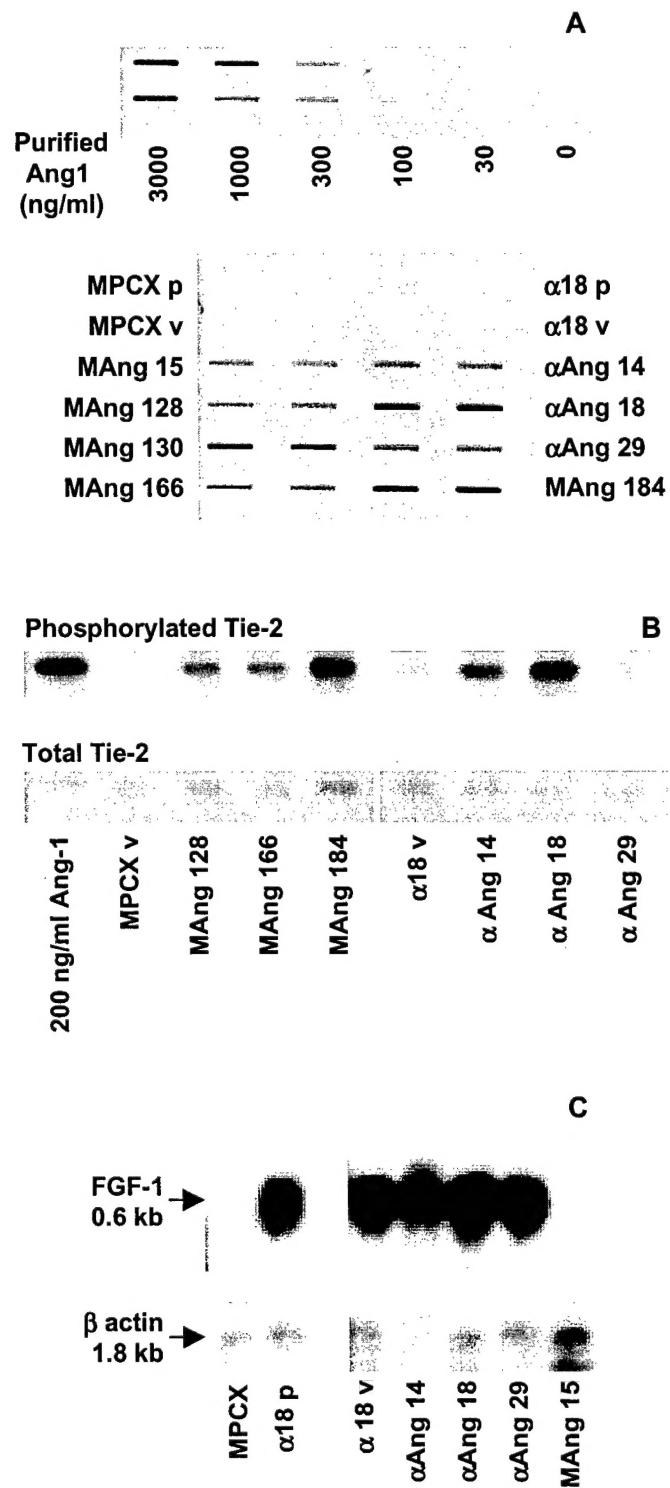 A
Purified
Ang1
(ng/ml)
3000
1000
300
100
30
0
MPCX p
α18 p
MPCX v
α18 v
MAng 15
αAng 14
MAng 128
αAng 18
MAng 130
αAng 29
MAng 166
MAng 184
Phosphorylated Tie-2
B
Total Tie-2
200 ng/ml Ang-1
MPCX v
MAng 128
MAng 166
MAng 184
α18 v
α Ang 14
α Ang 18
α Ang 29
C
FGF-1
0.6 kb
β actin
1.8 kb
MPCX
α18 p
α 18 v
αAng 14
αAng 18
αAng 29
MAng 15